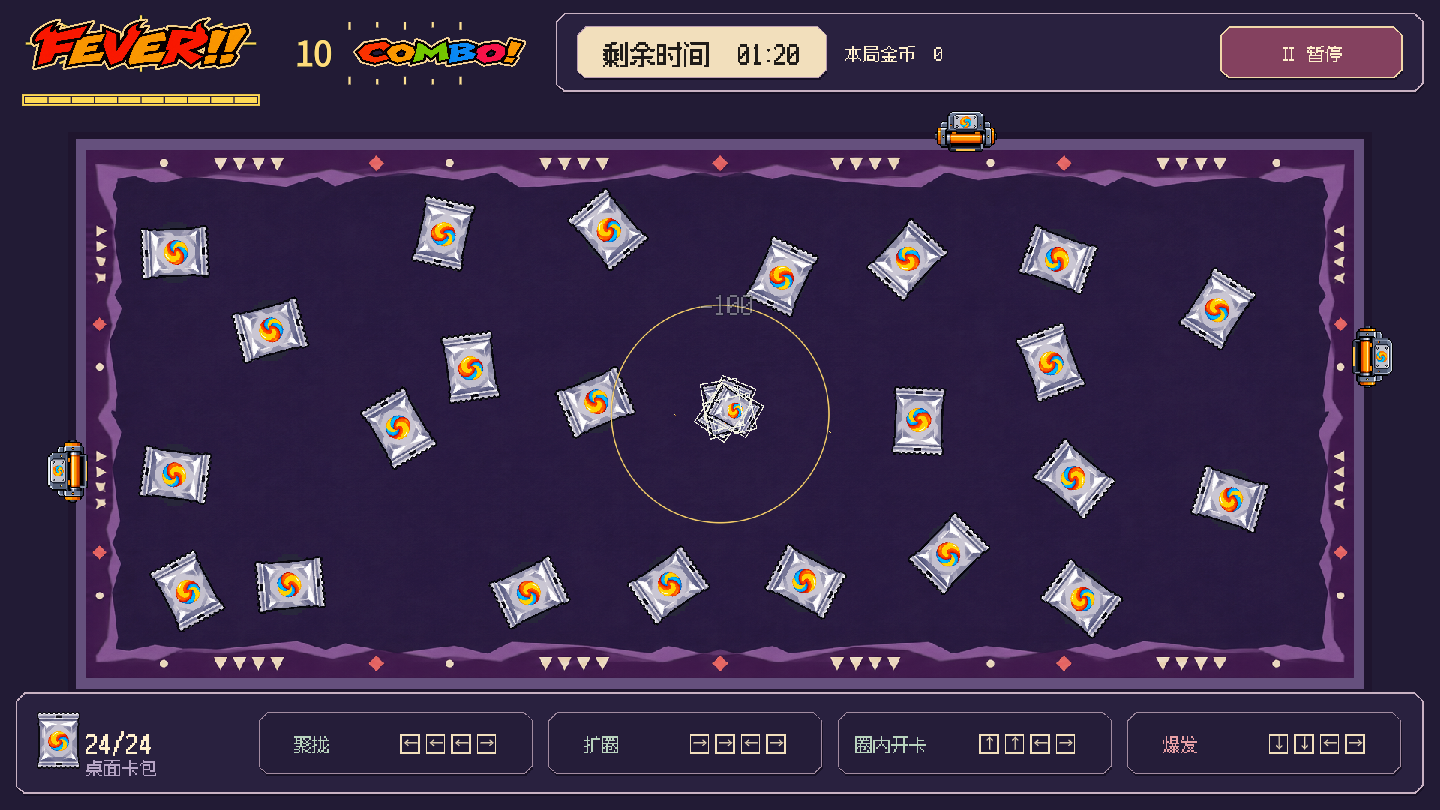 FEVER!!
10 COMBO!
剩余时间 01:20
本局金币 0
II 暂停
100
24/24
桌面卡包
聚拢 ←←←→
扩圈 →→←→
圈内开卡 ↑↑←→
爆发 ↓↓←→